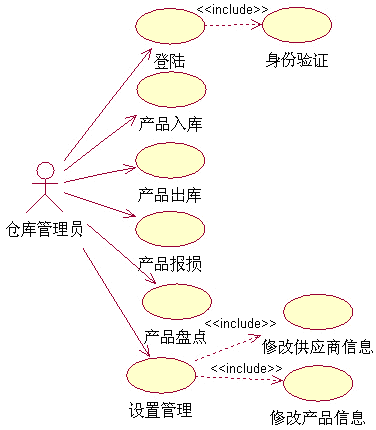 <<include>>
登陆
身份验证
产品入库
产品出库
仓库管理员
产品报损
产品盘点
<<include>>
修改供应商信息
<<include>>
设置管理
修改产品信息